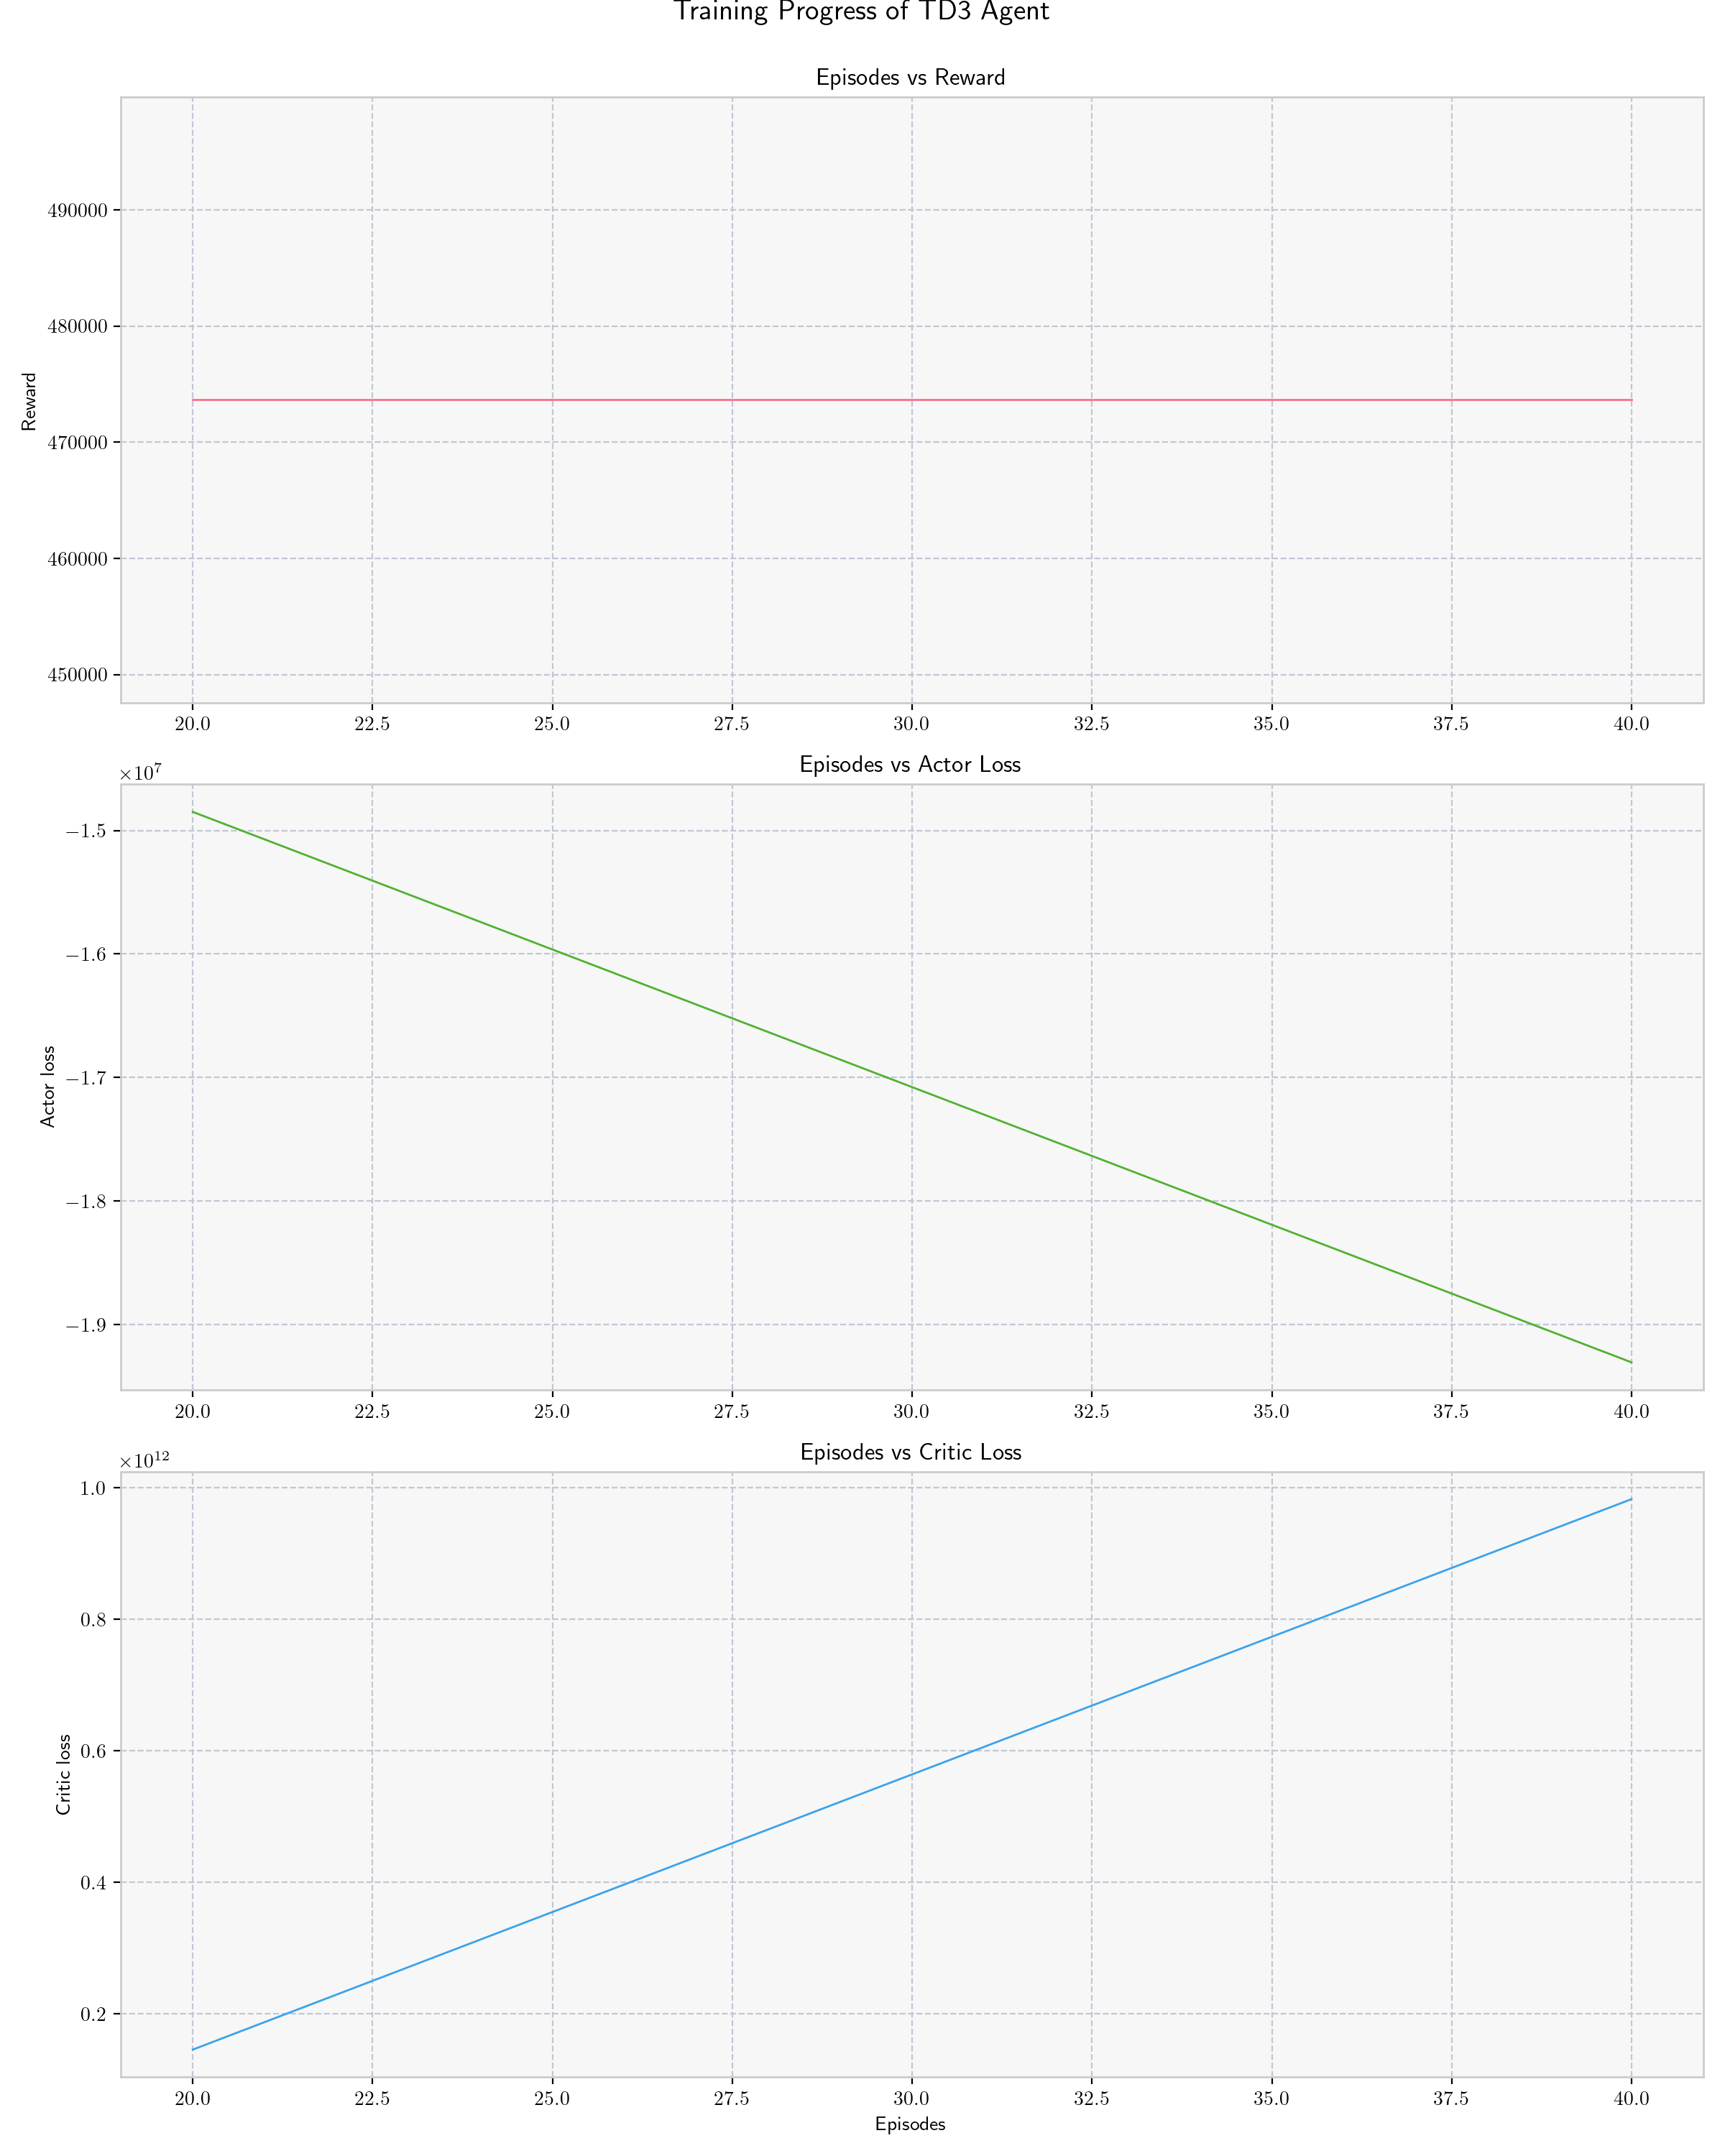 Training Progress of TD3 Agent
Episodes vs Reward
490000
480000
470000
460000
450000
Reward
20.0 22.5 25.0 27.5 30.0 32.5 35.0 37.5 40.0
Episodes vs Actor Loss
×10⁷
−1.5
−1.6
−1.7
−1.8
−1.9
Actor loss
20.0 22.5 25.0 27.5 30.0 32.5 35.0 37.5 40.0
Episodes vs Critic Loss
×10¹²
1.0
0.8
0.6
0.4
0.2
Critic loss
20.0 22.5 25.0 27.5 30.0 32.5 35.0 37.5 40.0
Episodes